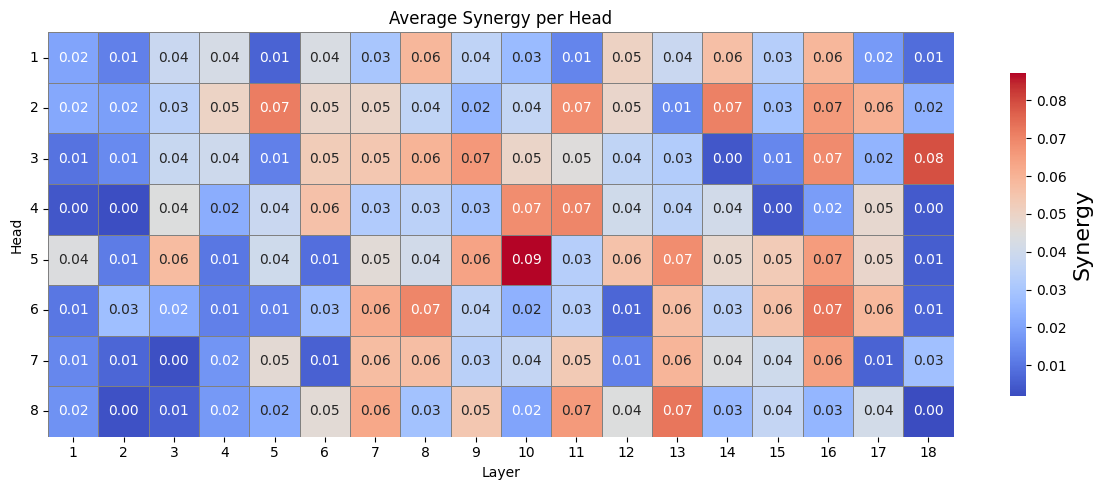 Average Synergy per Head
1 0.02 0.01 0.04 0.04 0.01 0.04 0.03 0.06 0.04 0.03 0.01 0.05 0.04 0.06 0.03 0.06 0.02 0.01
2 0.02 0.02 0.03 0.05 0.07 0.05 0.05 0.04 0.02 0.04 0.07 0.05 0.01 0.07 0.03 0.07 0.06 0.02
3 0.01 0.01 0.04 0.04 0.01 0.05 0.05 0.06 0.07 0.05 0.05 0.04 0.03 0.00 0.01 0.07 0.02 0.08
4 0.00 0.00 0.04 0.02 0.04 0.06 0.03 0.03 0.03 0.07 0.07 0.04 0.04 0.04 0.00 0.02 0.05 0.00
5 0.04 0.01 0.06 0.01 0.04 0.01 0.05 0.04 0.06 0.09 0.03 0.06 0.07 0.05 0.05 0.07 0.05 0.01
6 0.01 0.03 0.02 0.01 0.01 0.03 0.06 0.07 0.04 0.02 0.03 0.01 0.06 0.03 0.06 0.07 0.06 0.01
7 0.01 0.01 0.00 0.02 0.05 0.01 0.06 0.06 0.03 0.04 0.05 0.01 0.06 0.04 0.04 0.06 0.01 0.03
8 0.02 0.00 0.01 0.02 0.02 0.05 0.06 0.03 0.05 0.02 0.07 0.04 0.07 0.03 0.04 0.03 0.04 0.00
1 2 3 4 5 6 7 8 9 10 11 12 13 14 15 16 17 18
Layer
Head
0.08
0.07
0.06
0.05
0.04
0.03
0.02
0.01
Synergy